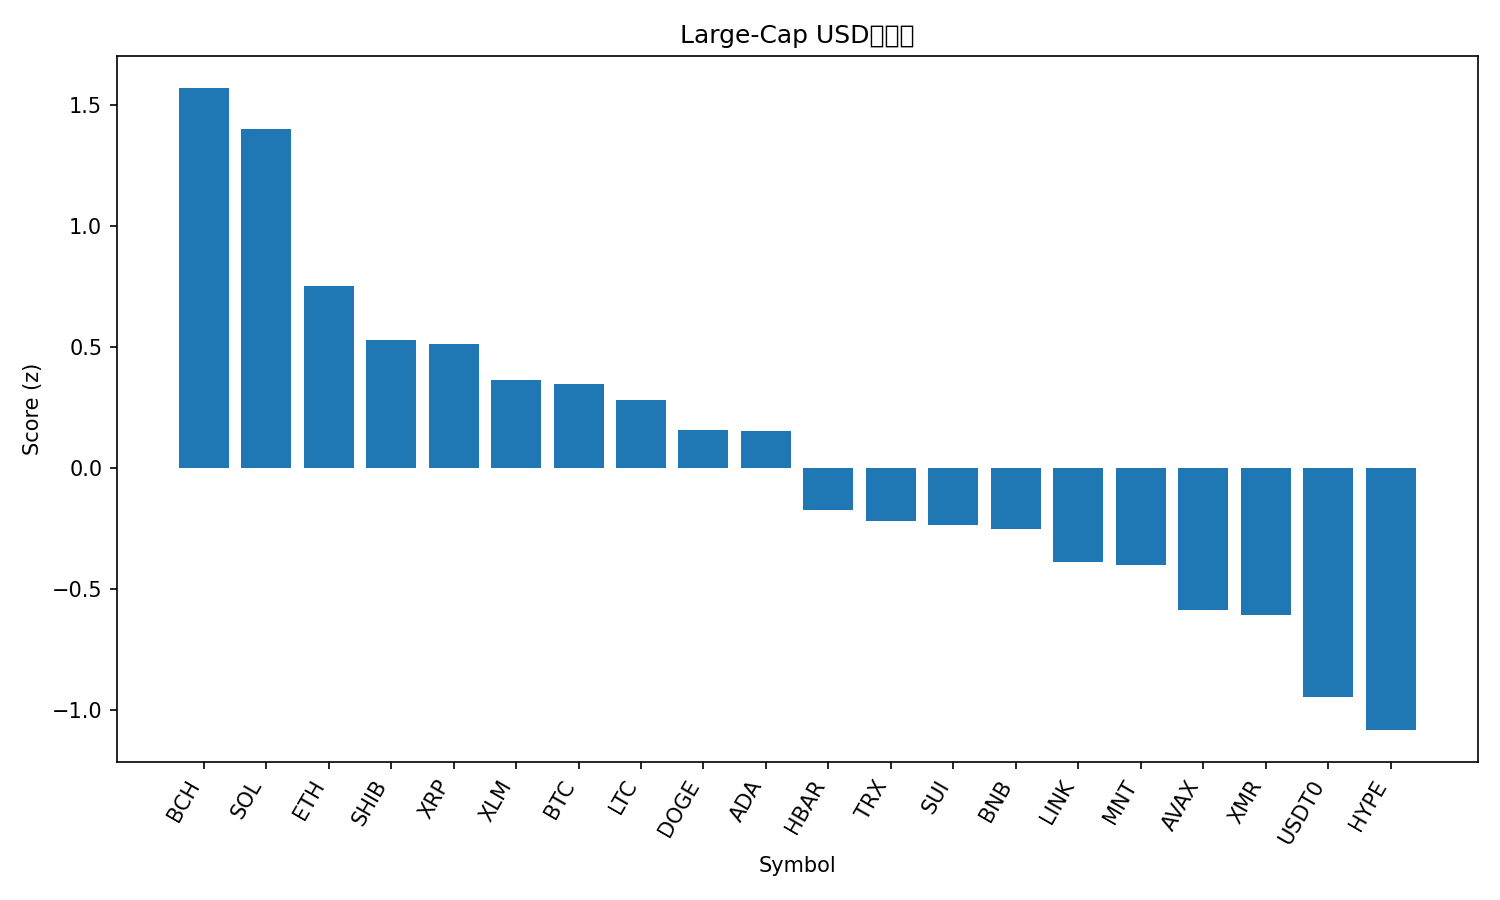 Large-Cap USD
Score (z)
1.5
1.0
0.5
0.0
−0.5
−1.0
BCH
SOL
ETH
SHIB
XRP
XLM
BTC
LTC
DOGE
ADA
HBAR
TRX
SUI
BNB
LINK
MNT
AVAX
XMR
USDT0
HYPE
Symbol